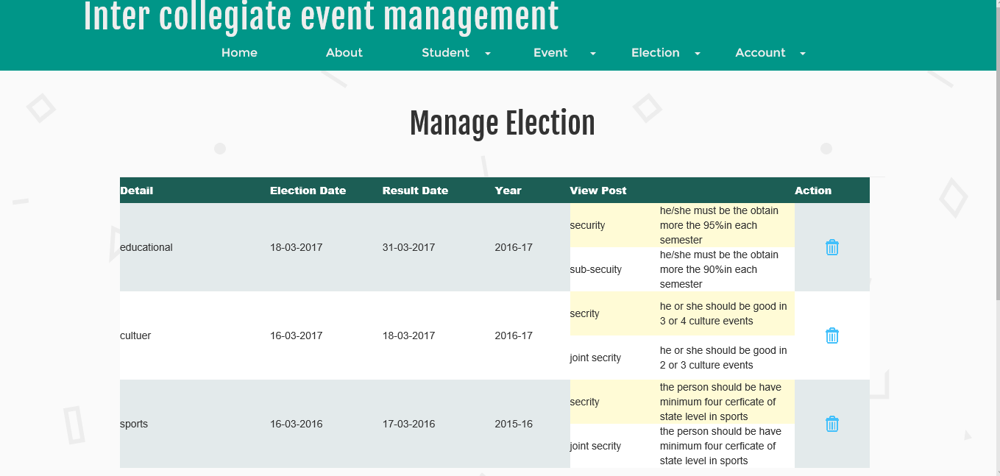 Inter collegiate event management
Home About Student Event Election Account
Manage Election
Detail Election Date Result Date Year View Post Action
educational 18-03-2017 31-03-2017 2016-17
security
he/she must be the obtain
more the 95%in each
semester
sub-secuity
he/she must be the obtain
more the 90%in each
semester
cultuer 16-03-2017 18-03-2017 2016-17
secrity
he or she should be good in
3 or 4 culture events
joint secrity
he or she should be good in
2 or 3 culture events
sports 16-03-2016 17-03-2016 2015-16
secrity
the person should be have
minimum four cerficate of
state level in sports
joint secrity
the person should be have
minimum four cerficate of
state level in sports